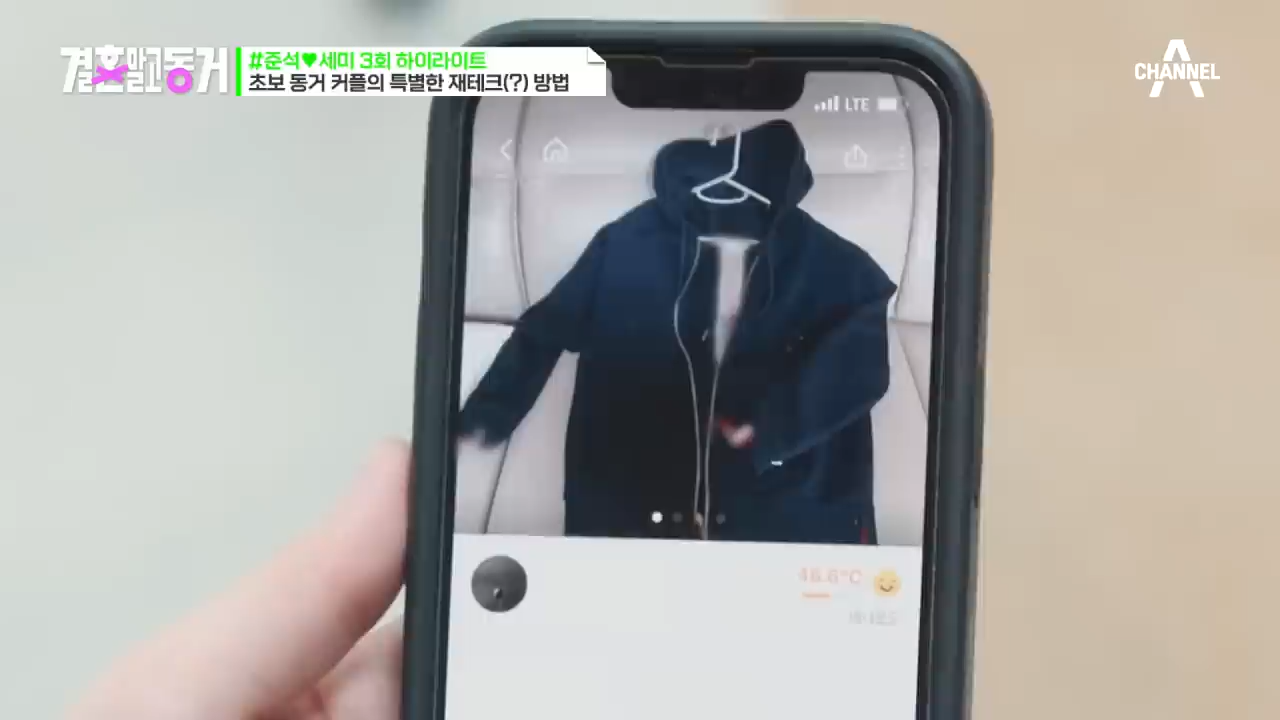 결혼말고동거
#준석♥세미 3회 하이라이트
초보 동거 커플의 특별한 재테크(?) 방법
CHANNEL A
LTE
46.6°C